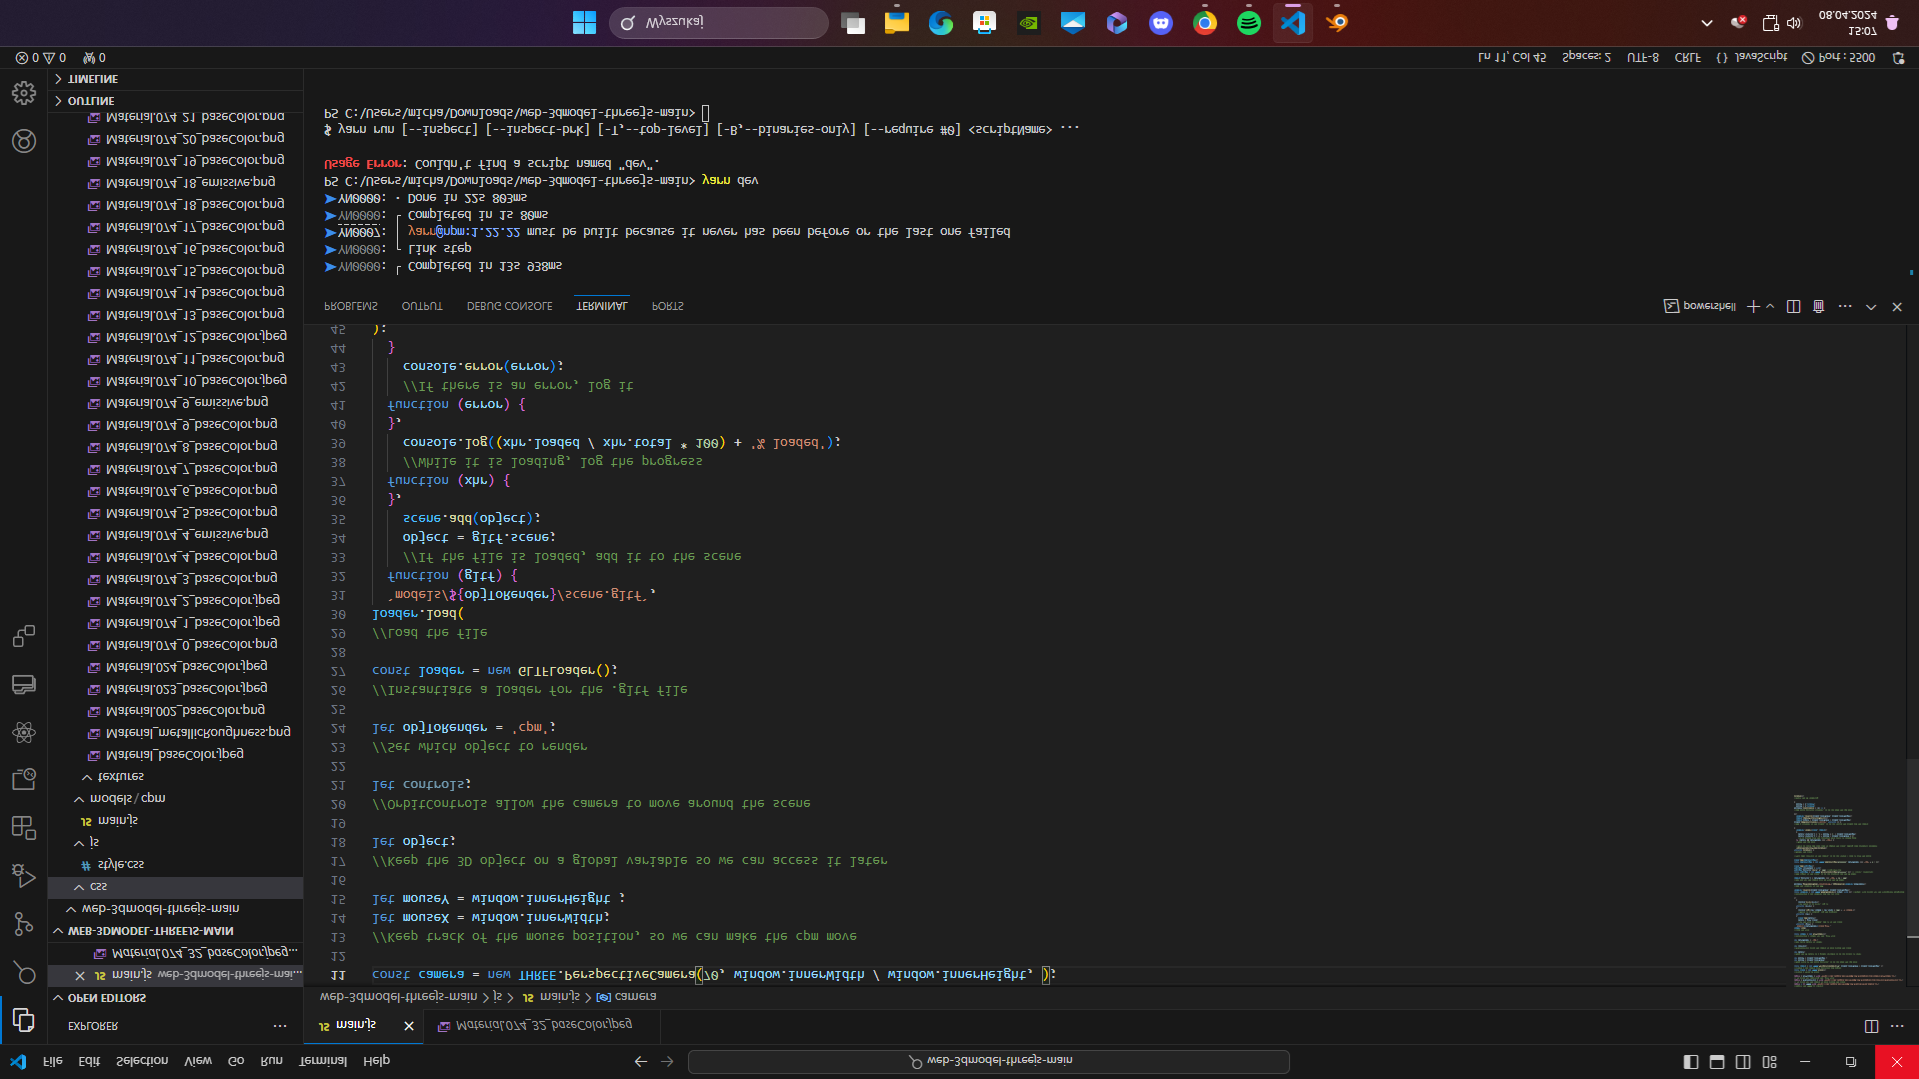 File Edit Selection View Go Run Terminal Help
web-3dmodel-threejs-main
EXPLORER
OPEN EDITORS
main.js web-3dmodel-threejs-mai...
Material.074_32_baseColor.jpeg...
WEB-3DMODEL-THREEJS-MAIN
web-3dmodel-threejs-main
css
style.css
js
main.js
models\cpm
textures
Material_baseColor.jpeg
Material_metallicRoughness.png
Material.002_baseColor.png
Material.023_baseColor.jpeg
Material.024_baseColor.jpeg
Material.074_0_baseColor.png
Material.074_1_baseColor.jpeg
Material.074_2_baseColor.jpeg
Material.074_3_baseColor.png
Material.074_4_baseColor.png
Material.074_4_emissive.png
Material.074_5_baseColor.png
Material.074_6_baseColor.png
Material.074_7_baseColor.png
Material.074_8_baseColor.png
Material.074_9_baseColor.png
Material.074_9_emissive.png
Material.074_10_baseColor.jpeg
Material.074_11_baseColor.png
Material.074_12_baseColor.jpeg
Material.074_13_baseColor.png
Material.074_14_baseColor.png
Material.074_15_baseColor.png
Material.074_16_baseColor.png
Material.074_17_baseColor.png
Material.074_18_baseColor.png
Material.074_18_emissive.png
Material.074_19_baseColor.png
Material.074_20_baseColor.png
Material.074_21_baseColor.png
OUTLINE
TIMELINE
main.js
Material.074_32_baseColor.jpeg
web-3dmodel-threejs-main > js > main.js > camera
11 const camera = new THREE.PerspectiveCamera(70, window.innerWidth / window.innerHeight, );
12
13 //Keep track of the mouse position, so we can make the cpm move
14 let mouseX = window.innerWidth;
15 let mouseY = window.innerHeight ;
16
17 //Keep the 3D object on a global variable so we can access it later
18 let object;
19
20 //OrbitControls allow the camera to move around the scene
21 let controls;
22
23 //Set which object to render
24 let objToRender = 'cpm';
25
26 //Instantiate a loader for the .gltf file
27 const loader = new GLTFLoader();
28
29 //Load the file
30 loader.load(
31 `models/${objToRender}/scene.gltf`,
32 function (gltf) {
33 //If the file is loaded, add it to the scene
34 object = gltf.scene;
35 scene.add(object);
36 },
37 function (xhr) {
38 //While it is loading, log the progress
39 console.log((xhr.loaded / xhr.total * 100) + '% loaded');
40 },
41 function (error) {
42 //If there is an error, log it
43 console.error(error);
44 }
45 );
PROBLEMS OUTPUT DEBUG CONSOLE TERMINAL PORTS
powershell
➤ YN0000: └ Completed in 13s 938ms
➤ YN0000: ┌ Link step
➤ YN0007: │ yarn@npm:1.22.22 must be built because it never has been before or the last one failed
➤ YN0000: └ Completed in 1s 80ms
➤ YN0000: · Done in 22s 803ms
PS C:\Users\micha\Downloads\web-3dmodel-threejs-main> yarn dev
Usage Error: Couldn't find a script named "dev".

$ yarn run [--inspect] [--inspect-brk] [-T,--top-level] [-B,--binaries-only] [--require #0] <scriptName> ...
PS C:\Users\micha\Downloads\web-3dmodel-threejs-main>
0 0 0
Ln 11, Col 45 Spaces: 2 UTF-8 CRLF {} JavaScript Port : 5500
Wyszukaj
15:07
08.04.2024